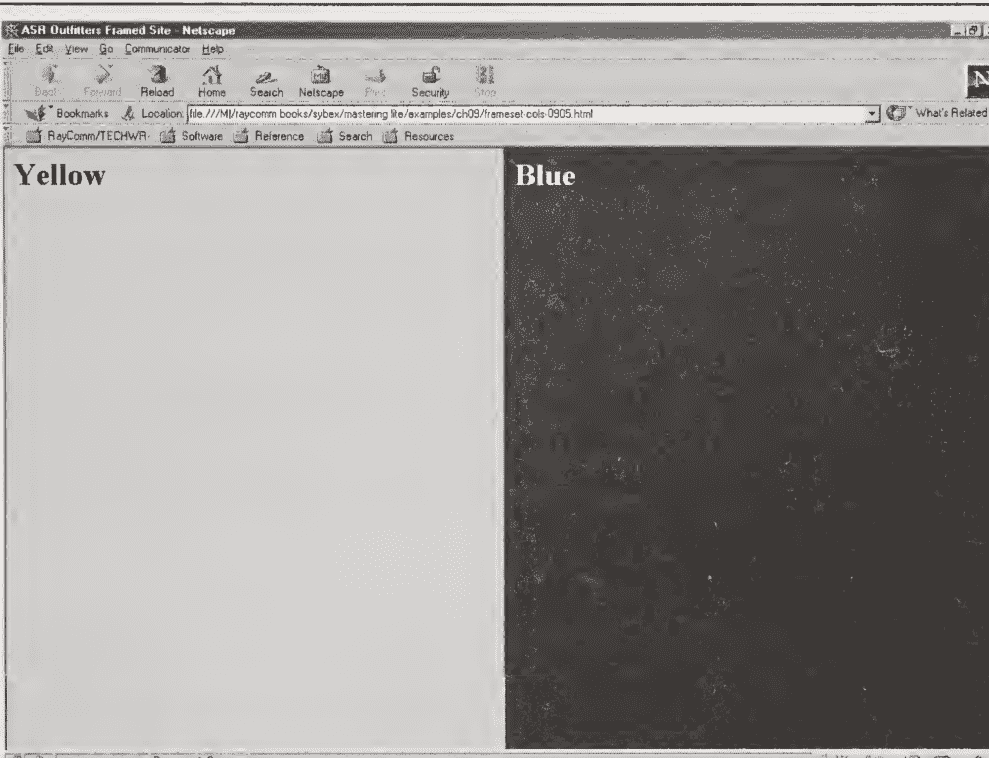 ASR Outfitters Framed Site - Netscape
File Edit View Go Communicator Help
Back Forward Reload Home Search Netscape Print Security Stop
Bookmarks Location: file:///M|/raycomm books/sybex/mastering lite/examples/ch09/frameset-cols-0905.html What's Related
RayComm/TECHWR- Software Reference Search Resources
Yellow
Blue